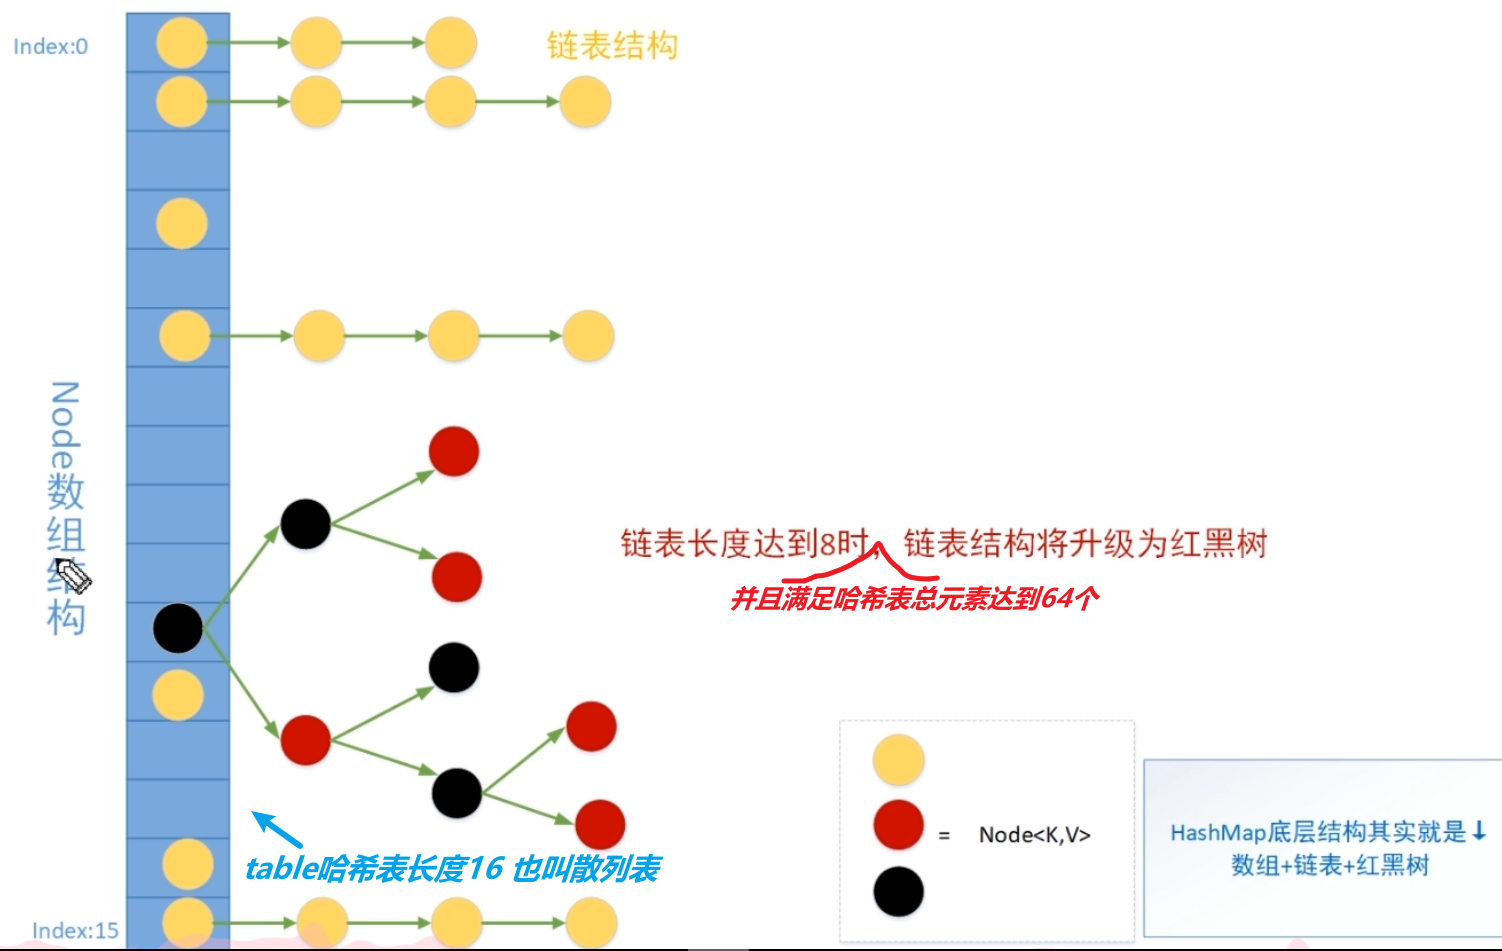 Index:0
链表结构
Node数组结构
链表长度达到8时，链表结构将升级为红黑树
并且满足哈希表总元素达到64个
table哈希表长度16 也叫散列表
= Node<K,V>
HashMap底层结构其实就是↓
数组+链表+红黑树
Index:15